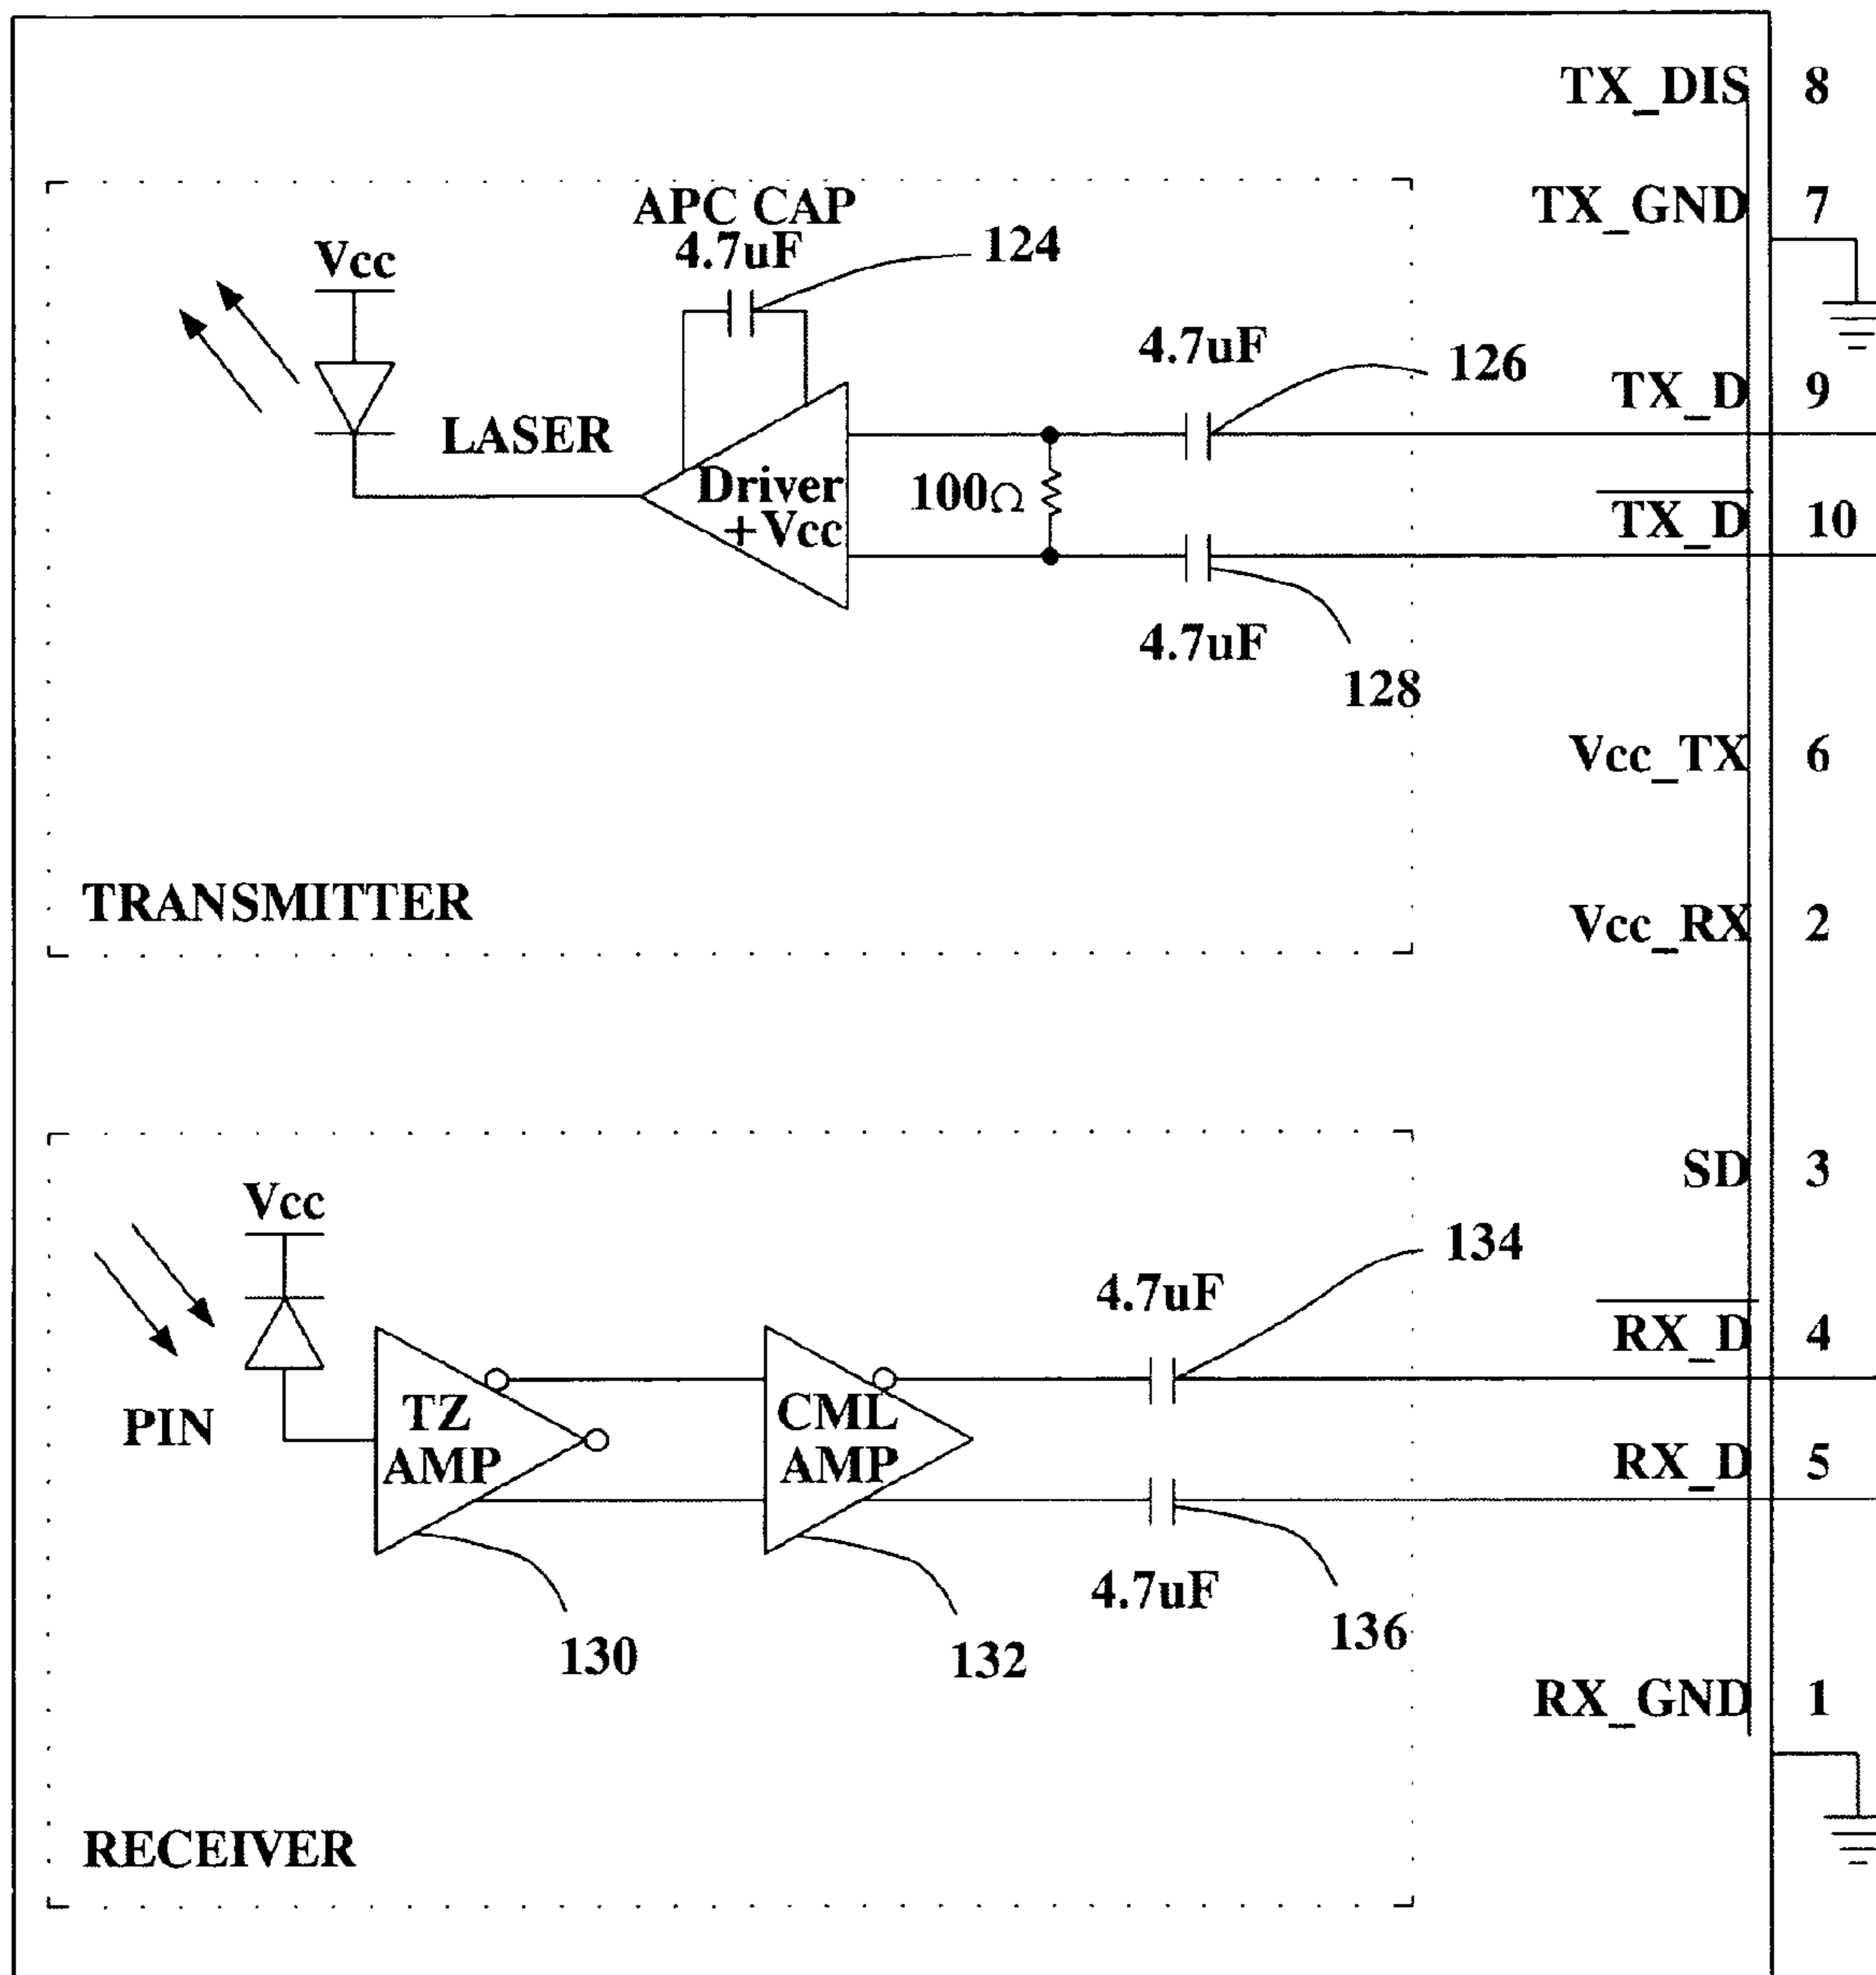 TX_DIS 8
TX_GND 7
APC CAP
4.7uF
124
Vcc
4.7uF
126
TX_D 9
LASER
Driver
+Vcc
100Ω
TX_D 10
4.7uF
128
Vcc_TX 6
TRANSMITTER
Vcc_RX 2
SD 3
Vcc
134
4.7uF
RX_D 4
PIN
TZ
AMP
CML
AMP
RX_D 5
4.7uF
136
130
132
RX_GND 1
RECEIVER